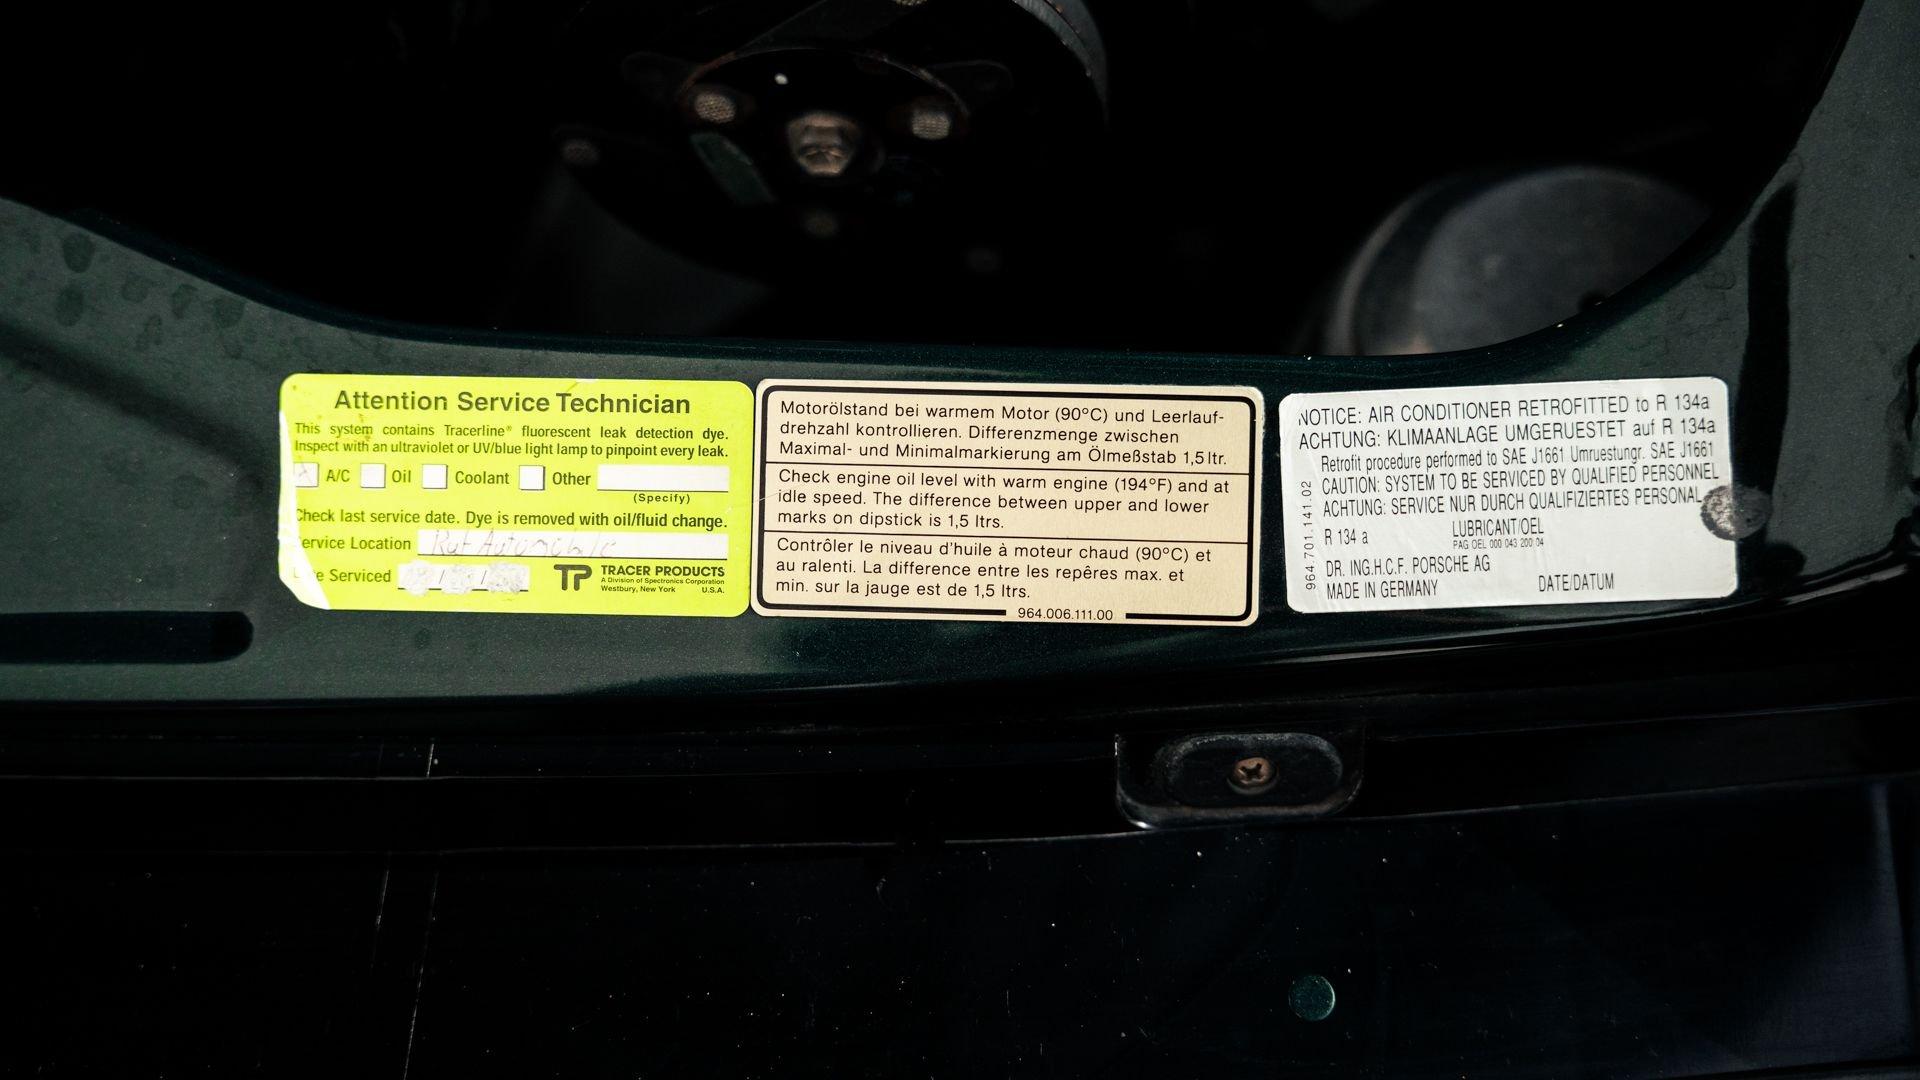 Attention Service Technician
This system contains Tracerline® fluorescent leak detection dye.
Inspect with an ultraviolet or UV/blue light lamp to pinpoint every leak.
A/C Oil Coolant Other
(Specify)
Check last service date. Dye is removed with oil/fluid change.
ervice Location Ruf Automobile
Serviced
TP TRACER PRODUCTS
A Division of Spectronics Corporation
Westbury, New York U.S.A.
Motorölstand bei warmem Motor (90°C) und Leerlauf-
drehzahl kontrollieren. Differenzmenge zwischen
Maximal- und Minimalmarkierung am Ölmeßstab 1,5 ltr.
Check engine oil level with warm engine (194°F) and at
idle speed. The difference between upper and lower
marks on dipstick is 1,5 ltrs.
Contrôler le niveau d'huile à moteur chaud (90°C) et
au ralenti. La différence entre les repêres max. et
min. sur la jauge est de 1,5 ltrs.
964.006.111.00
NOTICE: AIR CONDITIONER RETROFITTED to R 134a
ACHTUNG: KLIMAANLAGE UMGERUESTET auf R 134a
Retrofit procedure performed to SAE J1661 Umruestungr. SAE J1661
CAUTION: SYSTEM TO BE SERVICED BY QUALIFIED PERSONNEL
ACHTUNG: SERVICE NUR DURCH QUALIFIZIERTES PERSONAL
R 134 a LUBRICANT/OEL
PAG OEL 000 043 200 04
DR. ING.H.C.F. PORSCHE AG
MADE IN GERMANY DATE/DATUM
964.701.141.02